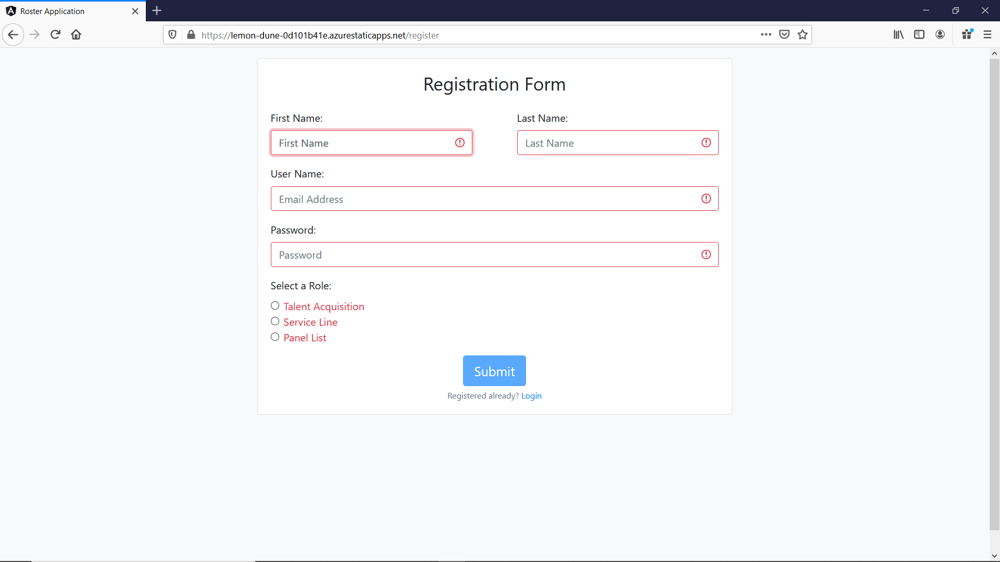 Roster Application
https://lemon-dune-0d101b41e.azurestaticapps.net/register
Registration Form
First Name: Last Name:
First Name Last Name
User Name:
Email Address
Password:
Password
Select a Role:
Talent Acquisition
Service Line
Panel List
Submit
Registered already? Login